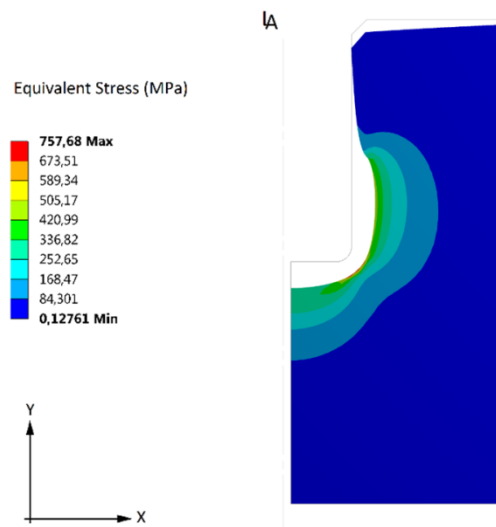 A
Equivalent Stress (MPa)
757,68 Max
673,51
589,34
505,17
420,99
336,82
252,65
168,47
84,301
0,12761 Min
Y
X